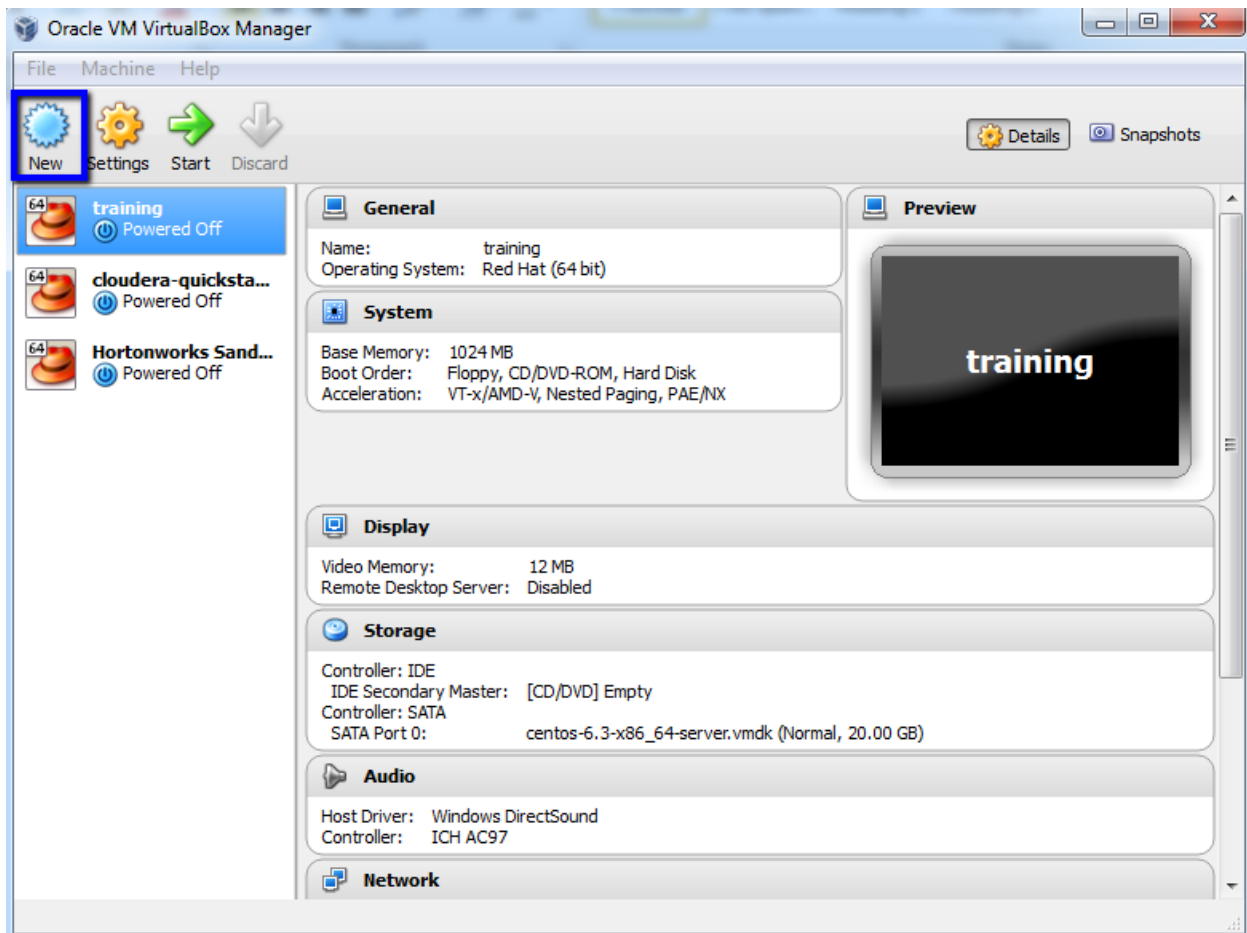 Oracle VM VirtualBox Manager
File Machine Help
New Settings Start Discard
Details Snapshots
64 training
Powered Off
64 cloudera-quicksta...
Powered Off
64 Hortonworks Sand...
Powered Off
General
Name: training
Operating System: Red Hat (64 bit)
System
Base Memory: 1024 MB
Boot Order: Floppy, CD/DVD-ROM, Hard Disk
Acceleration: VT-x/AMD-V, Nested Paging, PAE/NX
Preview
training
Display
Video Memory: 12 MB
Remote Desktop Server: Disabled
Storage
Controller: IDE
IDE Secondary Master: [CD/DVD] Empty
Controller: SATA
SATA Port 0: centos-6.3-x86_64-server.vmdk (Normal, 20.00 GB)
Audio
Host Driver: Windows DirectSound
Controller: ICH AC97
Network